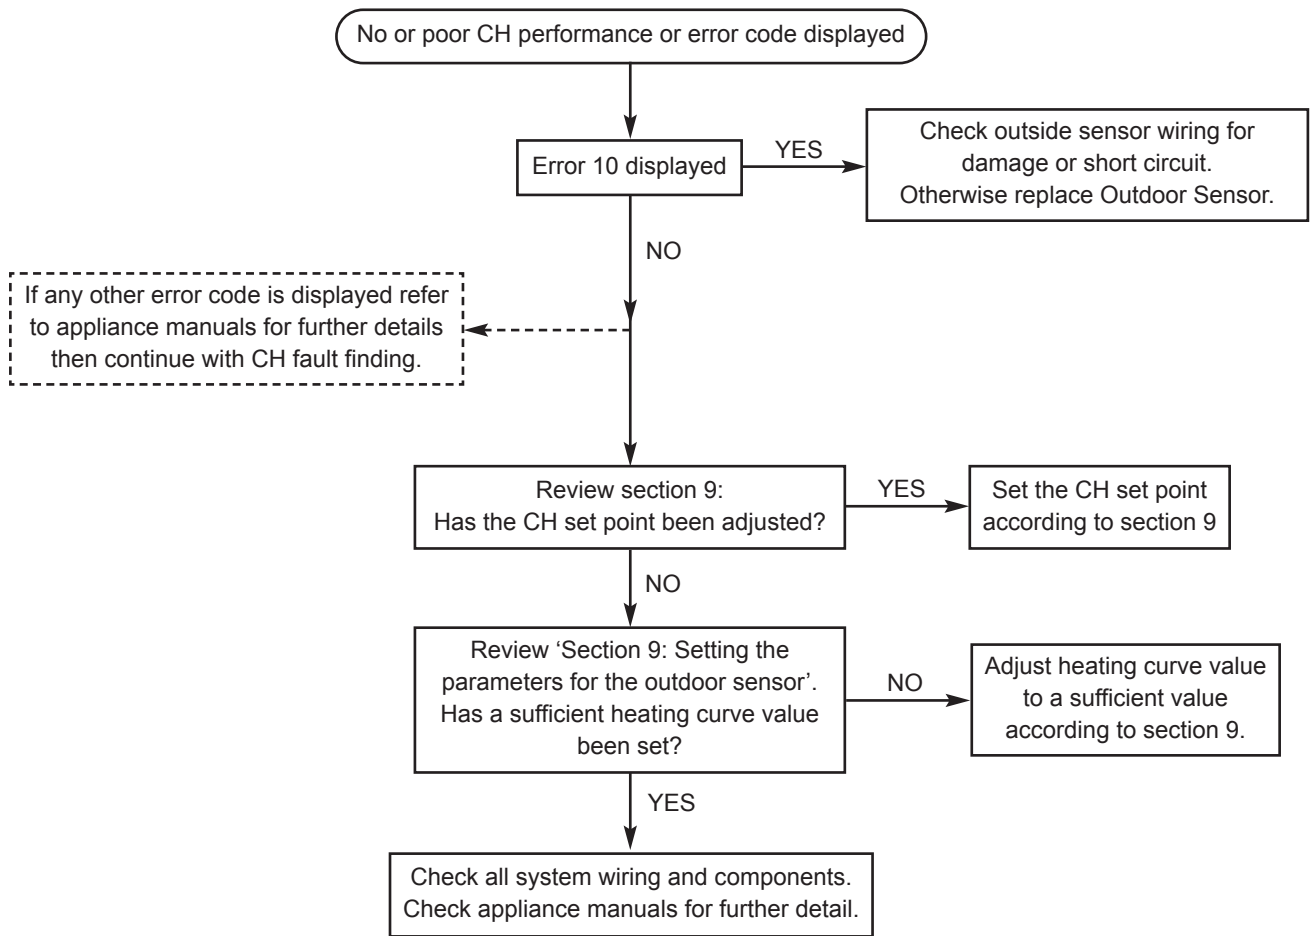 No or poor CH performance or error code displayed
Error 10 displayed
YES
Check outside sensor wiring for
damage or short circuit.
Otherwise replace Outdoor Sensor.
NO
If any other error code is displayed refer
to appliance manuals for further details
then continue with CH fault finding.
Review section 9:
Has the CH set point been adjusted?
YES
Set the CH set point
according to section 9
NO
Review ‘Section 9: Setting the
parameters for the outdoor sensor’.
Has a sufficient heating curve value
been set?
NO
Adjust heating curve value
to a sufficient value
according to section 9.
YES
Check all system wiring and components.
Check appliance manuals for further detail.